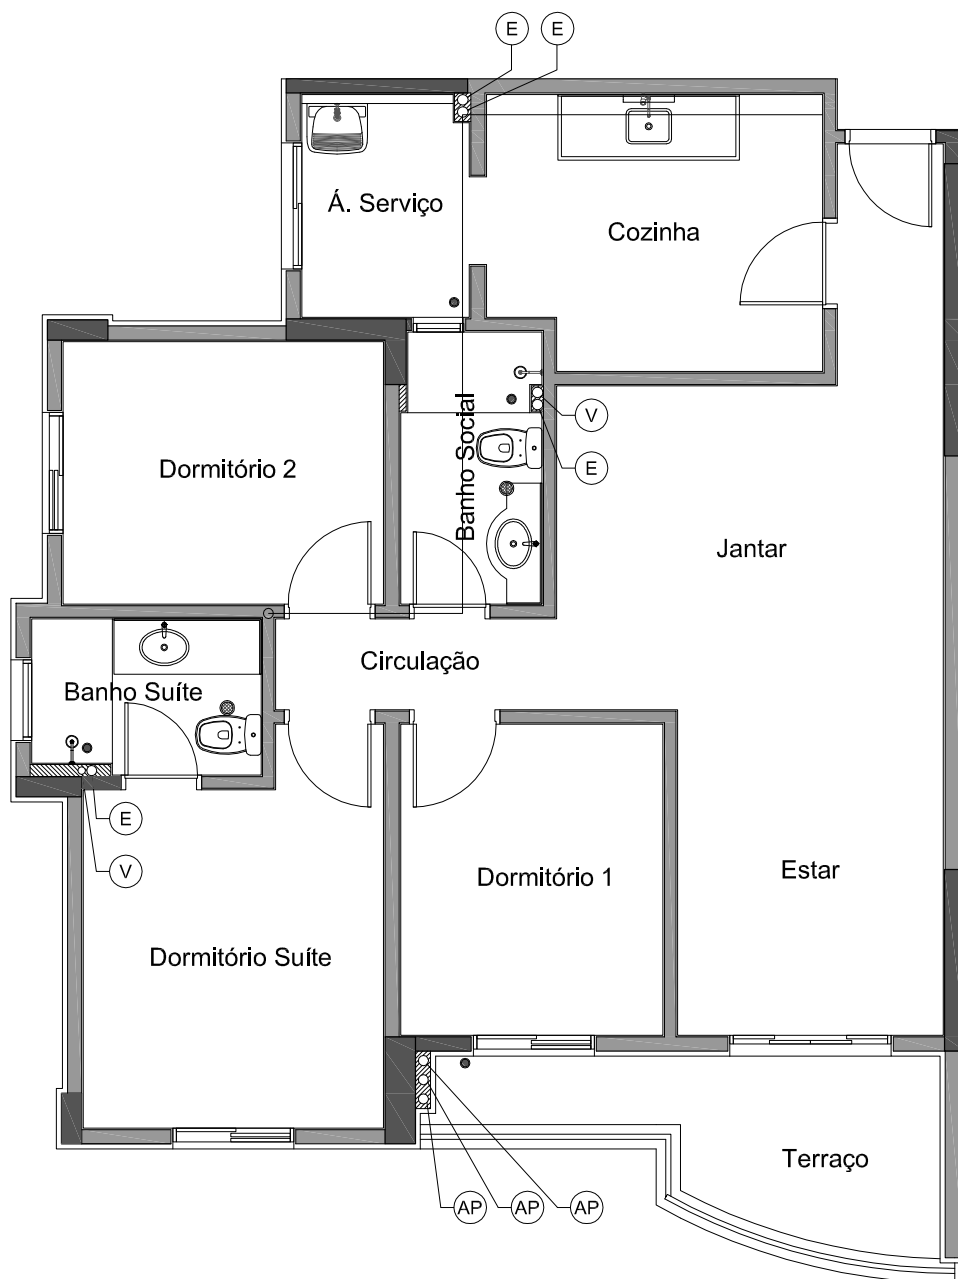 E E
Á. Serviço
Cozinha
V
Banho Social
Dormitório 2
E
Jantar
Circulação
Banho Suíte
E
V
Estar
Dormitório 1
Dormitório Suíte
Terraço
AP AP AP